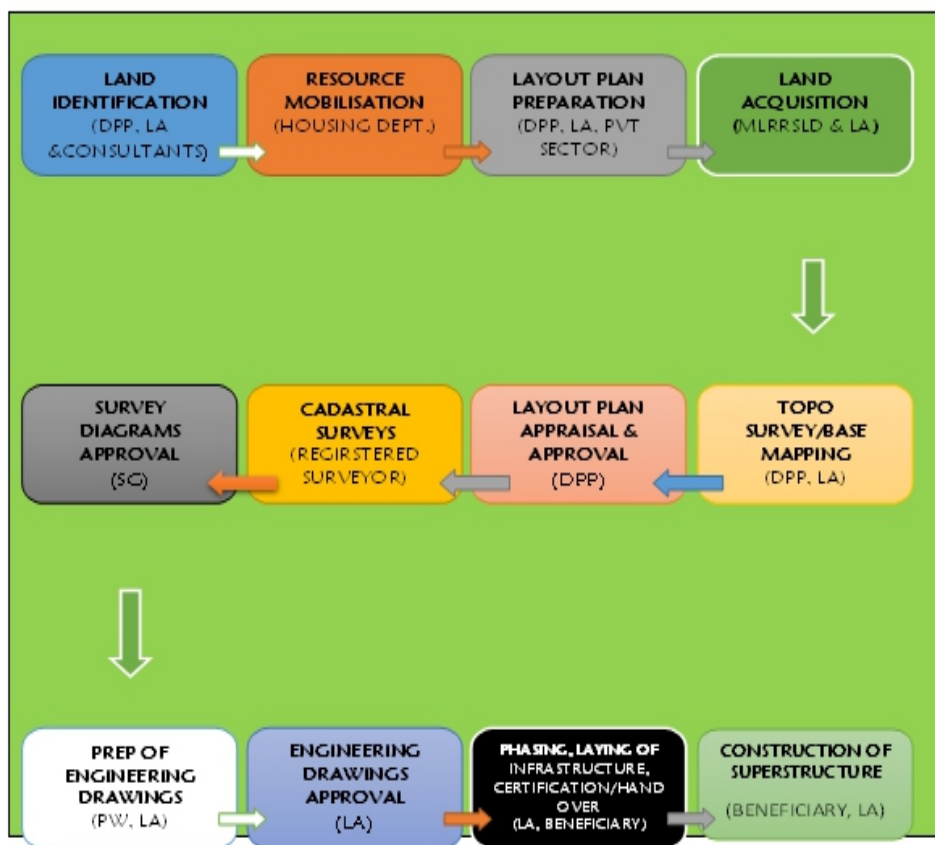 LAND
IDENTIFICATION
(DPP, LA
&CONSULTANTS)
RESOURCE
MOBILISATION
(HOUSING DEPT.)
LAYOUT PLAN
PREPARATION
(DPP, LA, PVT
SECTOR)
LAND
ACQUISITION
(MLRRSLD & LA)
SURVEY
DIAGRAMS
APPROVAL
(SG)
CADASTRAL
SURVEYS
(REGIRSTERED
SURVEYOR)
LAYOUT PLAN
APPRAISAL &
APPROVAL
(DPP)
TOPO
SURVEY/BASE
MAPPING
(DPP, LA)
PREP OF
ENGINEERING
DRAWINGS
(PW, LA)
ENGINEERING
DRAWINGS
APPROVAL
(LA)
PHASING, LAYING OF
INFRASTRUCTURE,
CERTIFICATION/HAND
OVER
(LA, BENEFICIARY)
CONSTRUCTION OF
SUPERSTRUCTURE
(BENEFICIARY, LA)